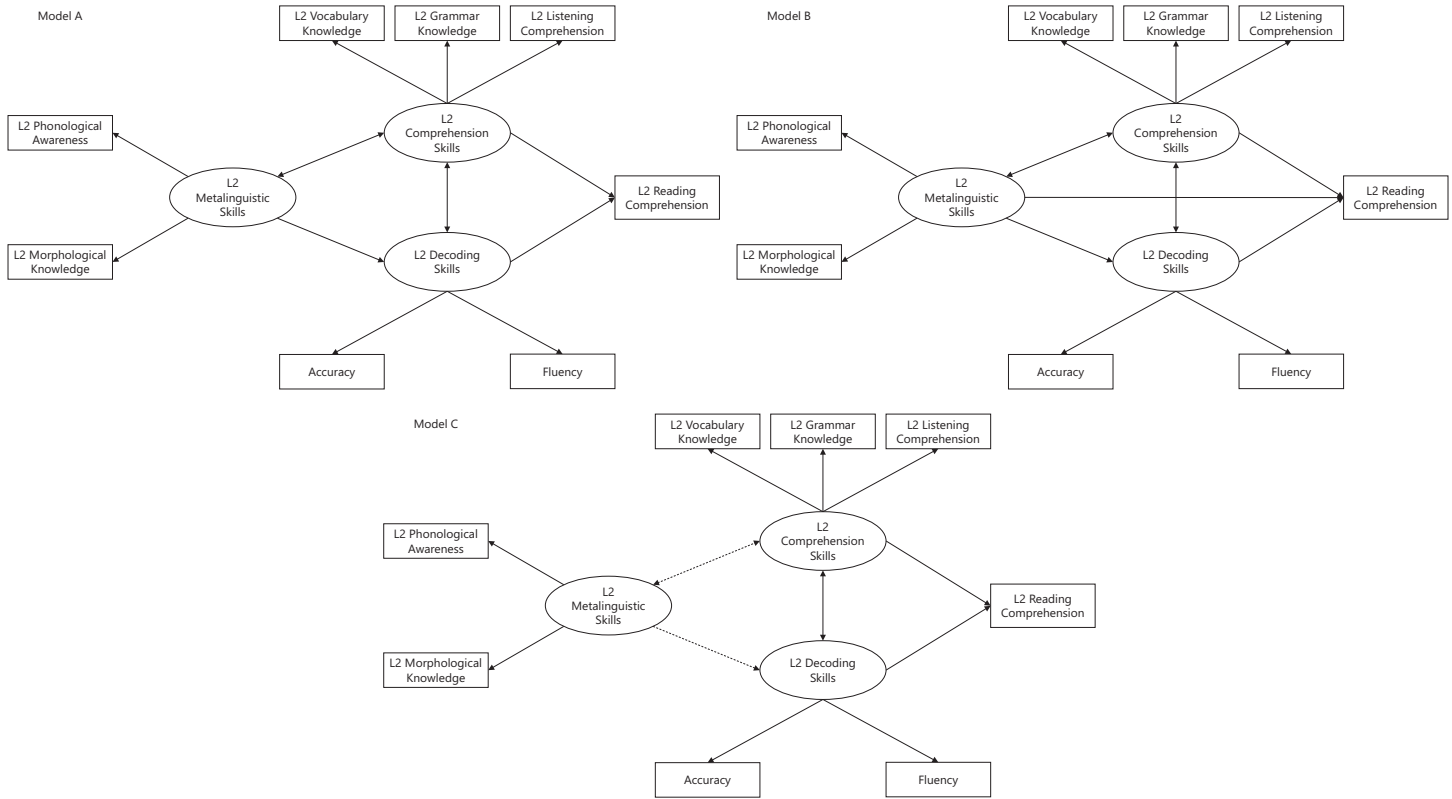 Model A
L2 Vocabulary
Knowledge
L2 Grammar
Knowledge
L2 Listening
Comprehension
L2 Phonological
Awareness
L2
Comprehension
Skills
L2
Metalinguistic
Skills
L2 Reading
Comprehension
L2 Morphological
Knowledge
L2 Decoding
Skills
Accuracy
Fluency
Model B
L2 Vocabulary
Knowledge
L2 Grammar
Knowledge
L2 Listening
Comprehension
L2 Phonological
Awareness
L2
Comprehension
Skills
L2
Metalinguistic
Skills
L2 Reading
Comprehension
L2 Morphological
Knowledge
L2 Decoding
Skills
Accuracy
Fluency
Model C
L2 Vocabulary
Knowledge
L2 Grammar
Knowledge
L2 Listening
Comprehension
L2 Phonological
Awareness
L2
Comprehension
Skills
L2
Metalinguistic
Skills
L2 Reading
Comprehension
L2 Morphological
Knowledge
L2 Decoding
Skills
Accuracy
Fluency